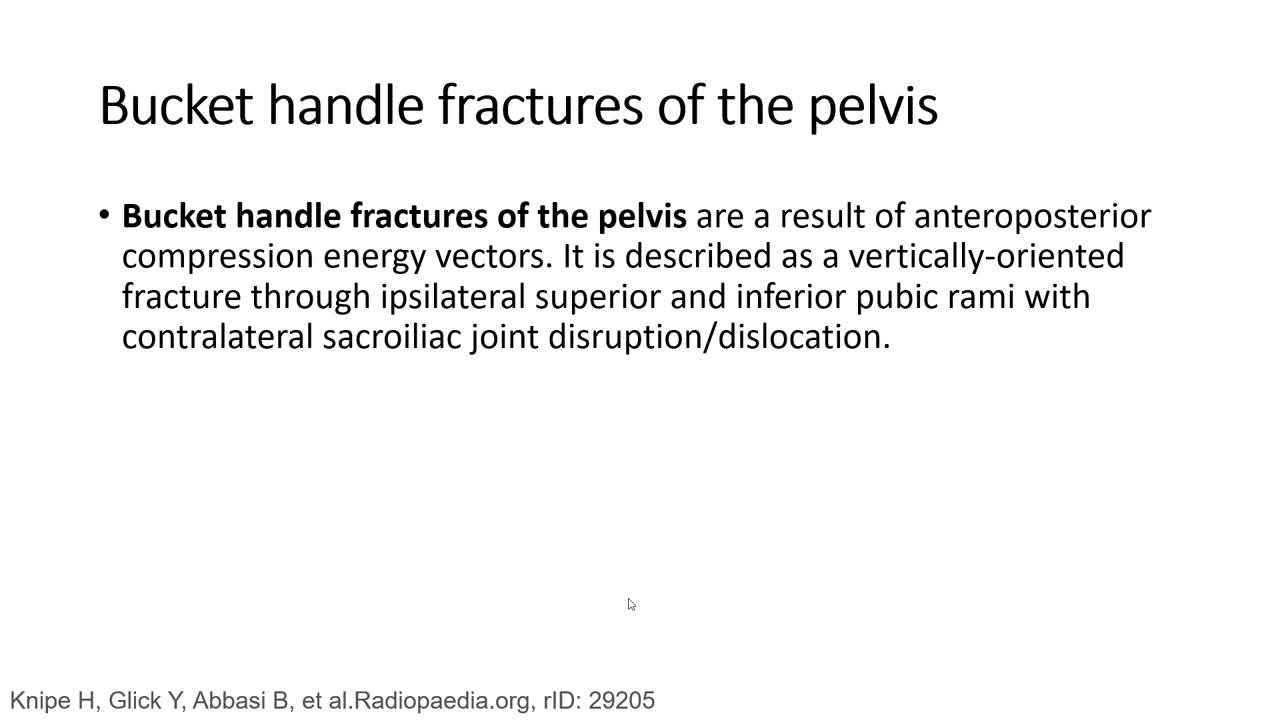 Bucket handle fractures of the pelvis
• Bucket handle fractures of the pelvis are a result of anteroposterior
compression energy vectors. It is described as a vertically-oriented
fracture through ipsilateral superior and inferior pubic rami with
contralateral sacroiliac joint disruption/dislocation.
Knipe H, Glick Y, Abbasi B, et al.Radiopaedia.org, rID: 29205